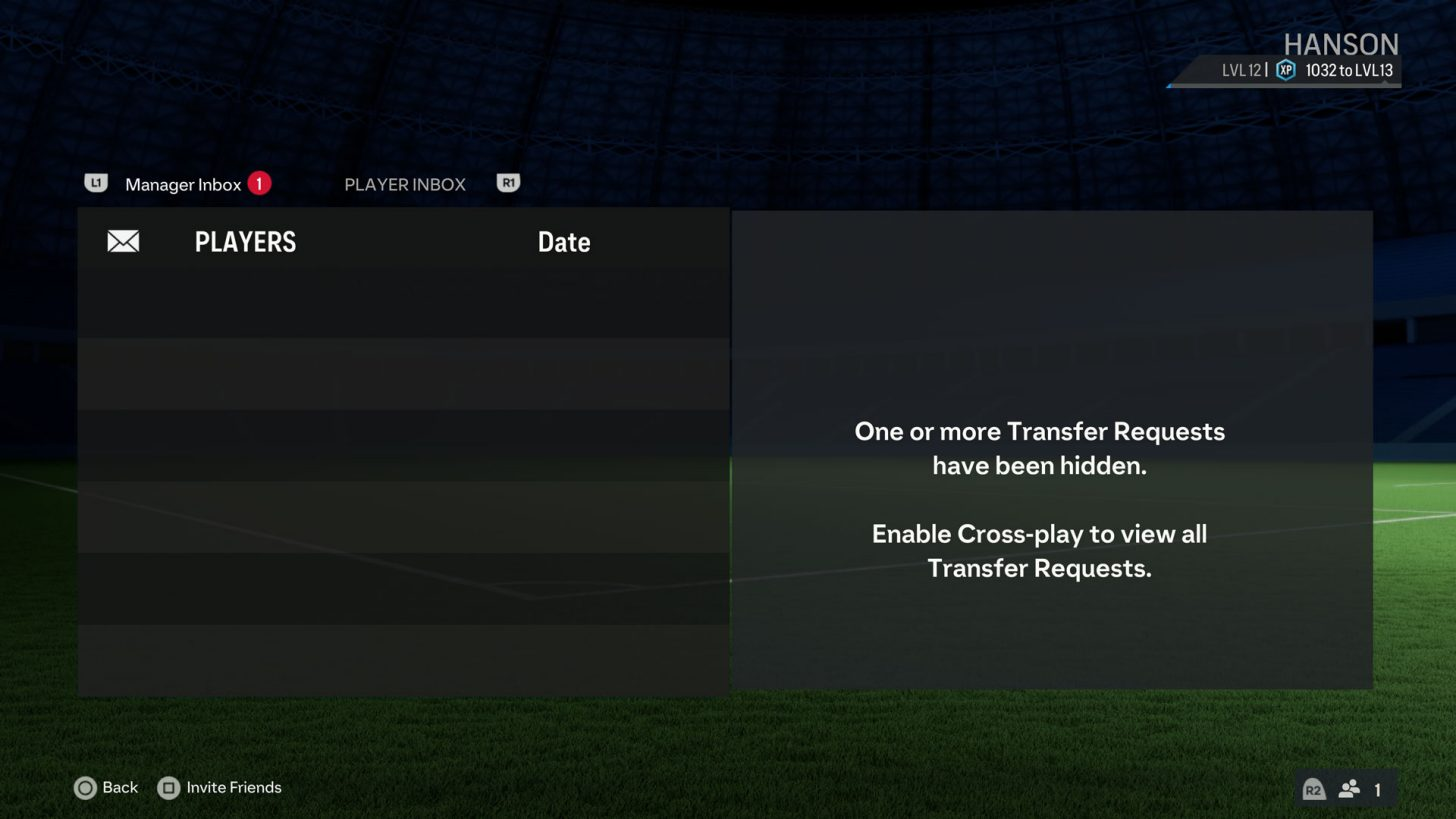 HANSON
LVL 12 | XP 1032 to LVL13
L1 Manager Inbox 1 PLAYER INBOX R1
PLAYERS Date
One or more Transfer Requests
have been hidden.
Enable Cross-play to view all
Transfer Requests.
Back Invite Friends
R2 1